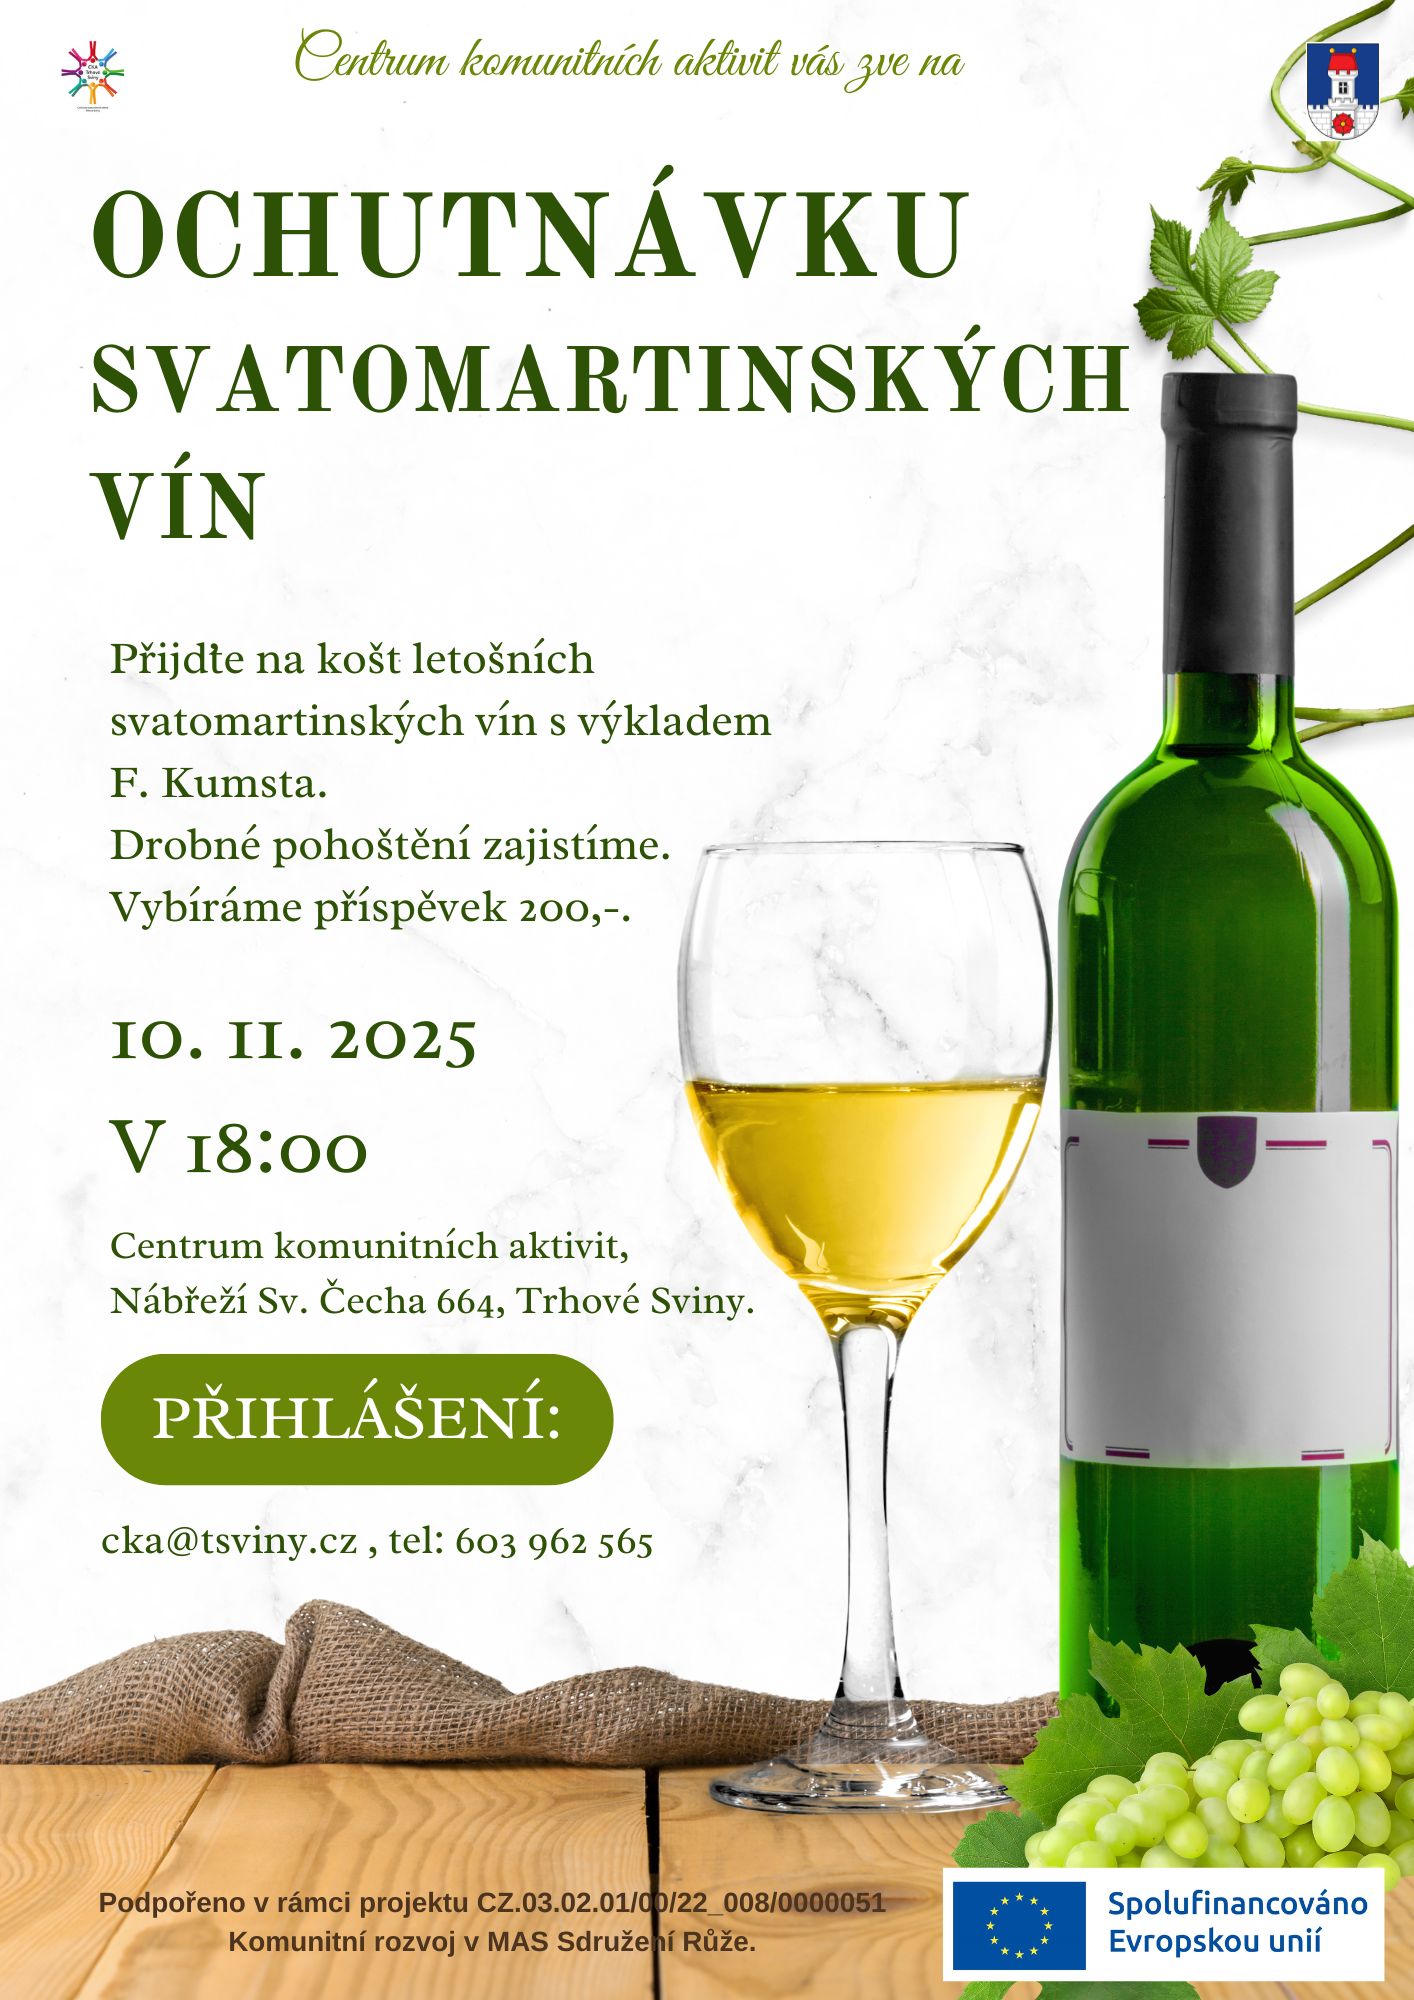 Centrum komunitních aktivit vás zve na
OCHUTNÁVKU
SVATOMARTINSKÝCH
VÍN
Přijďte na košt letošních
svatomartinských vín s výkladem
F. Kumsta.
Drobné pohoštění zajistíme.
Vybíráme příspěvek 200,-.
10. 11. 2025
V 18:00
Centrum komunitních aktivit,
Nábřeží Sv. Čecha 664, Trhové Sviny.
PŘIHLÁŠENÍ:
cka@tsviny.cz , tel: 603 962 565
Podpořeno v rámci projektu CZ.03.02.01/00/22_008/0000051
Komunitní rozvoj v MAS Sdružení Růže.
Spolufinancováno
Evropskou unií
CKA
Trhové
Sviny